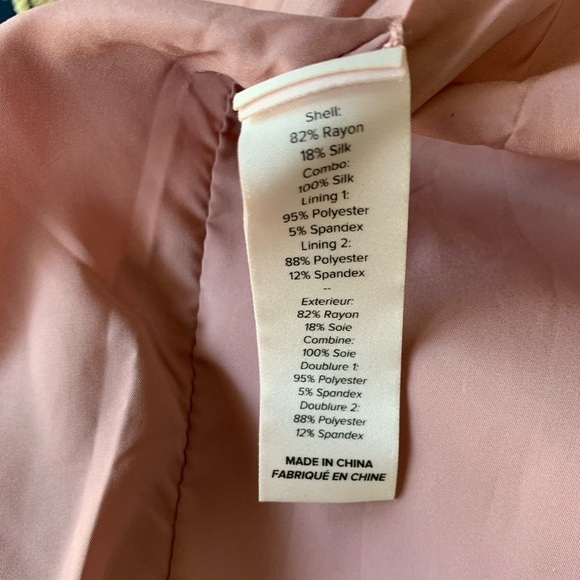 Shell:
82% Rayon
18% Silk
Combo:
100% Silk
Lining 1:
95% Polyester
5% Spandex
Lining 2:
88% Polyester
12% Spandex
--
Exterieur:
82% Rayon
18% Soie
Combine:
100% Soie
Doublure 1:
95% Polyester
5% Spandex
Doublure 2:
88% Polyester
12% Spandex
MADE IN CHINA
FABRIQUÉ EN CHINE